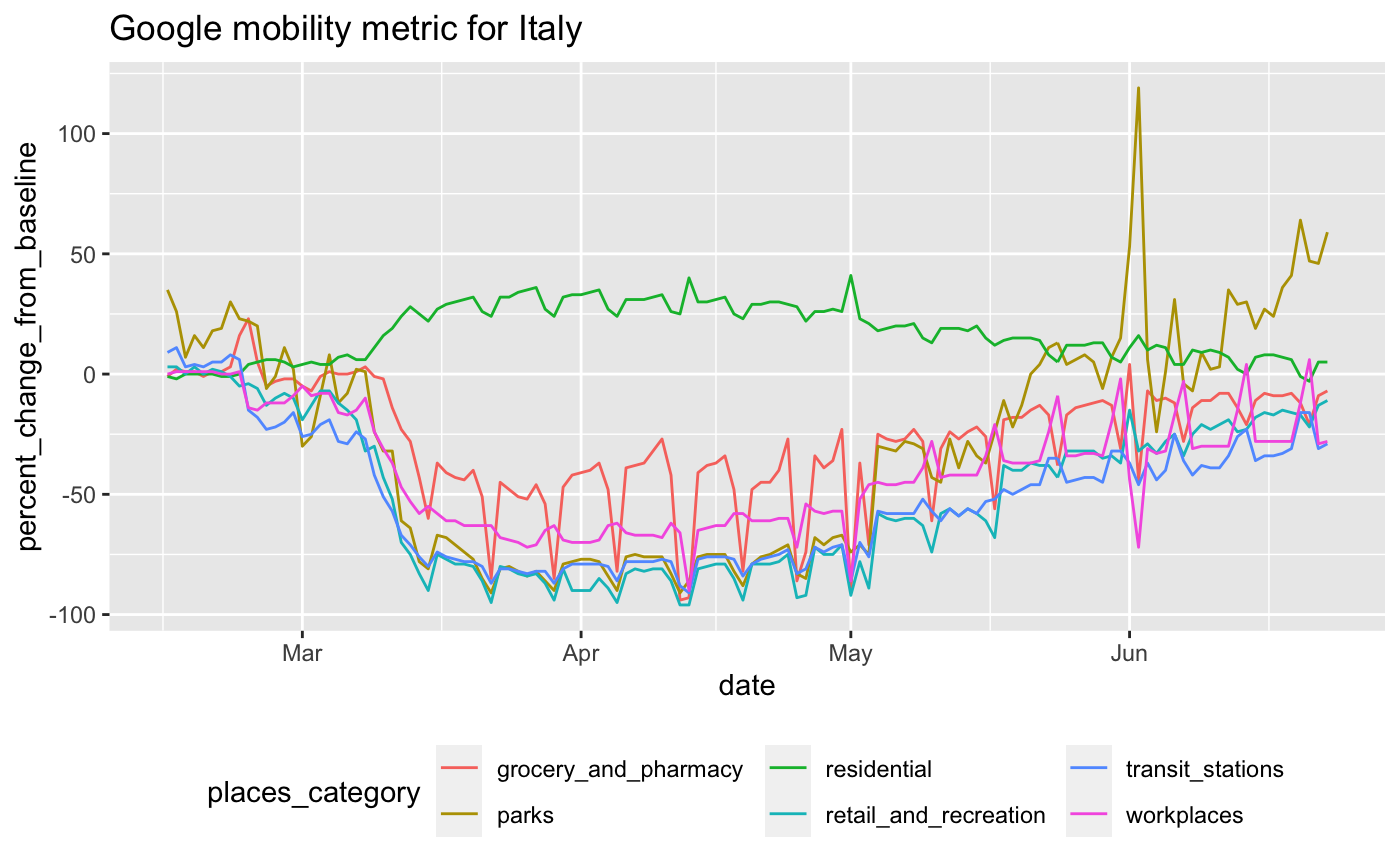 Google mobility metric for Italy
percent_change_from_baseline
100
50
0
-50
-100
Mar Apr May Jun
date
places_category
grocery_and_pharmacy residential transit_stations
parks retail_and_recreation workplaces